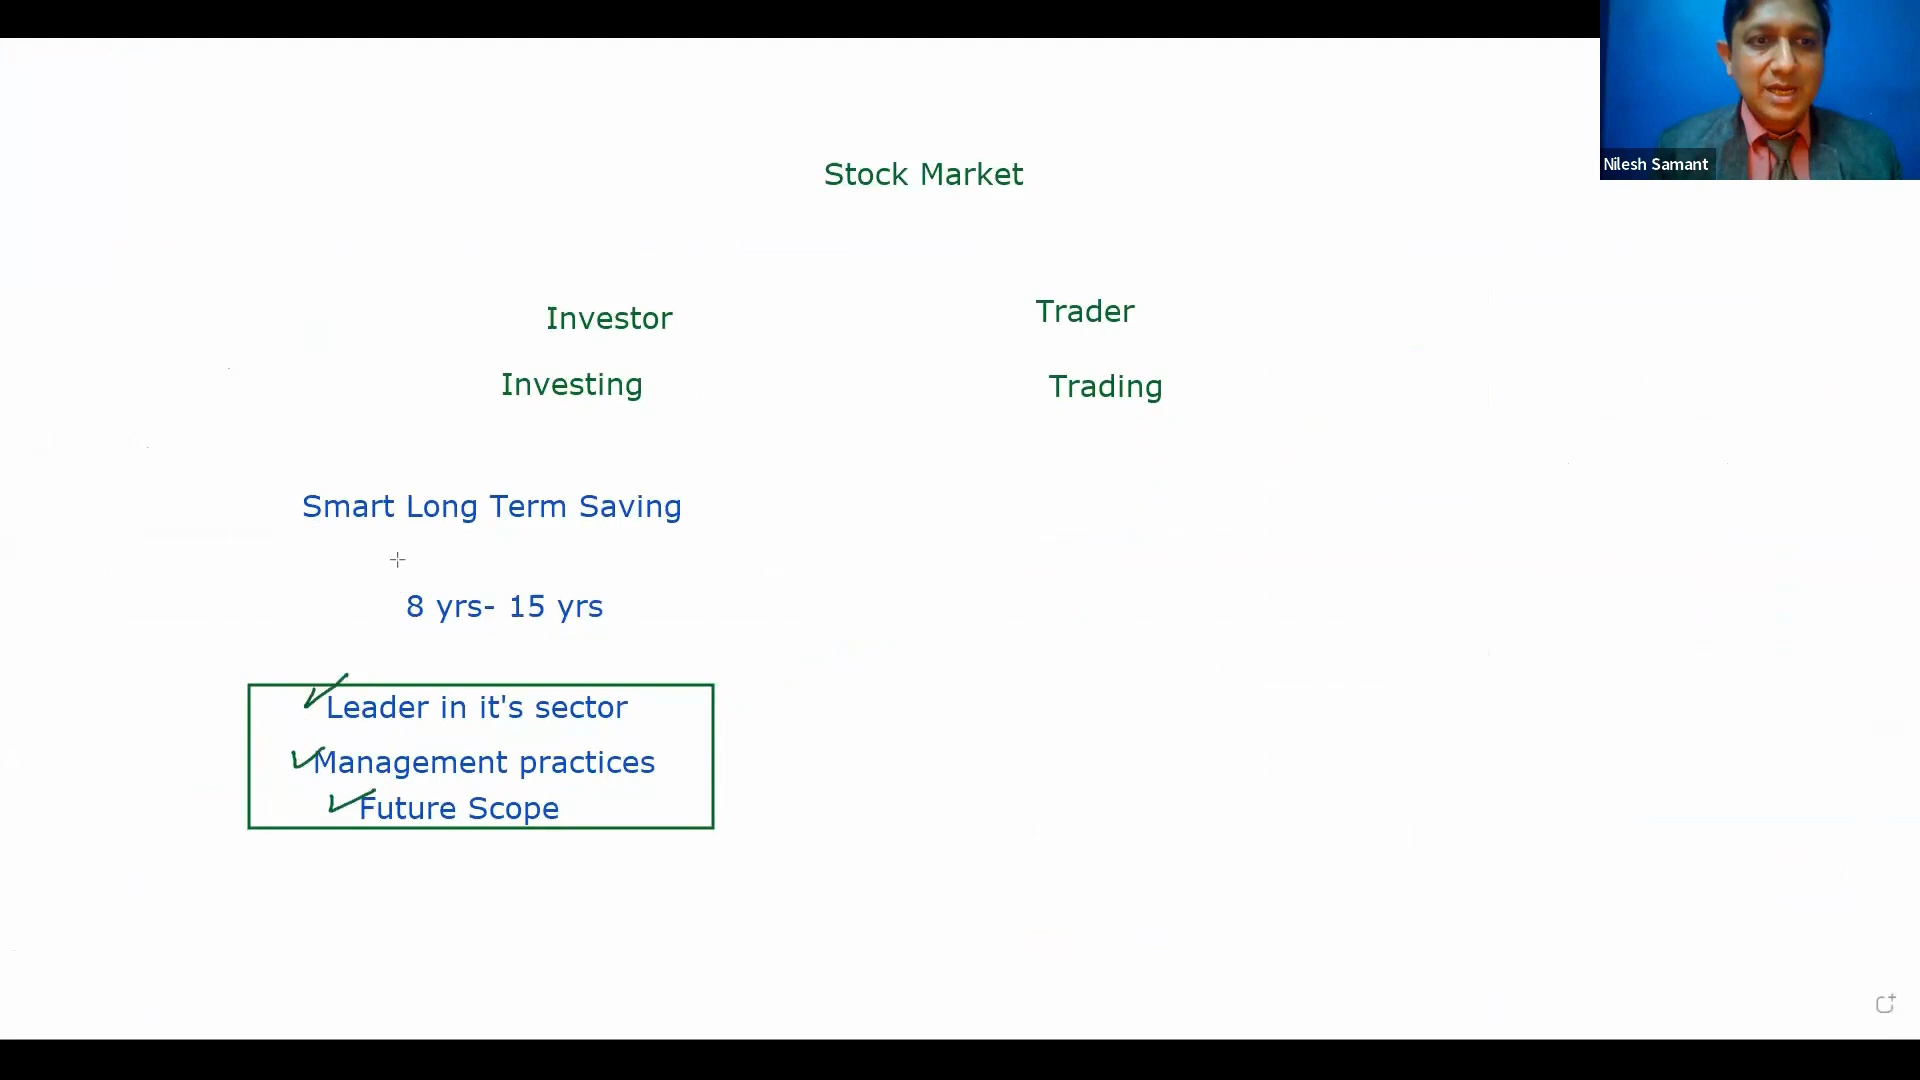 Nilesh Samant
Stock Market
Investor
Trader
Investing
Trading
Smart Long Term Saving
8 yrs- 15 yrs
Leader in it's sector
Management practices
Future Scope